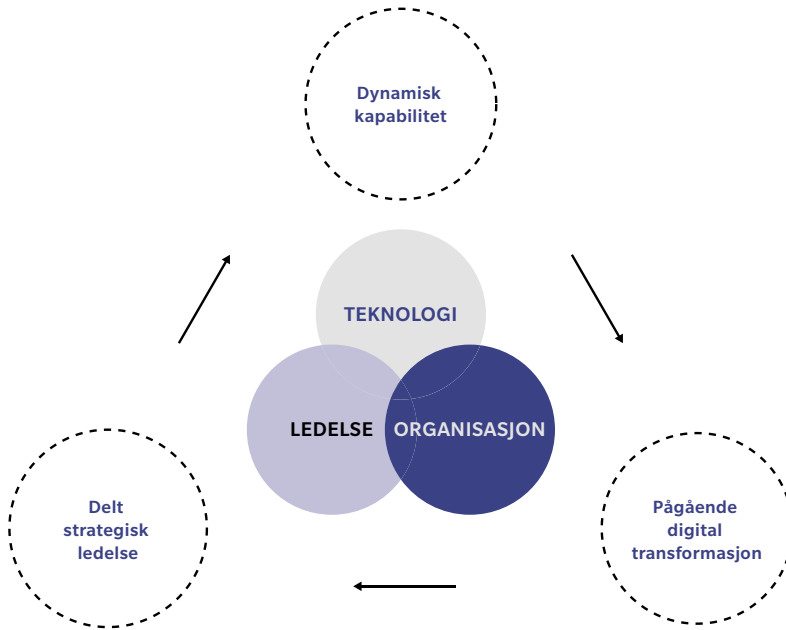 Dynamisk
kapabilitet
TEKNOLOGI
LEDELSE
ORGANISASJON
Delt
strategisk
ledelse
Pågående
digital
transformasjon